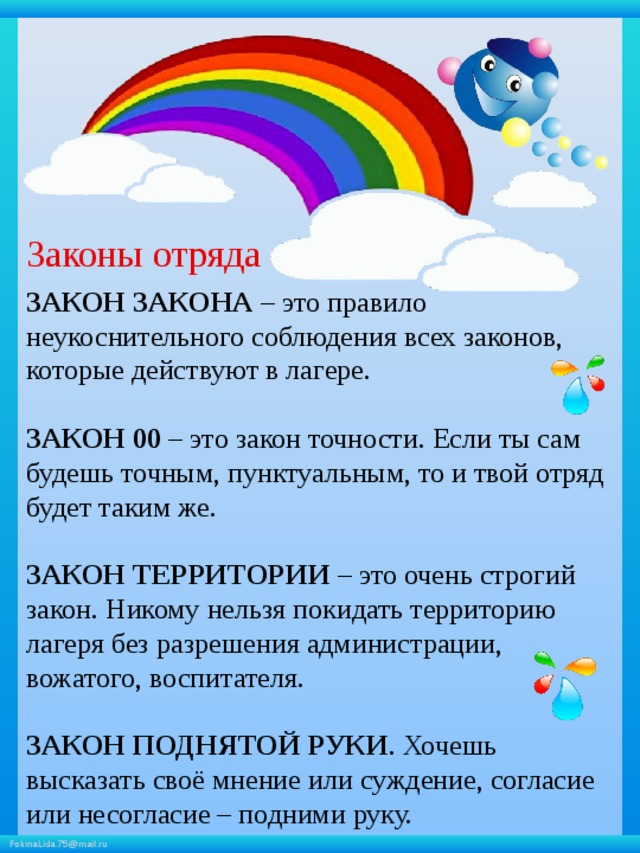 Законы отряда
ЗАКОН ЗАКОНА – это правило
неукоснительного соблюдения всех законов,
которые действуют в лагере.
ЗАКОН 00 – это закон точности. Если ты сам
будешь точным, пунктуальным, то и твой отряд
будет таким же.
ЗАКОН ТЕРРИТОРИИ – это очень строгий
закон. Никому нельзя покидать территорию
лагеря без разрешения администрации,
вожатого, воспитателя.
ЗАКОН ПОДНЯТОЙ РУКИ. Хочешь
высказать своё мнение или суждение, согласие
или несогласие – подними руку.
FokinaLida.75@mail.ru